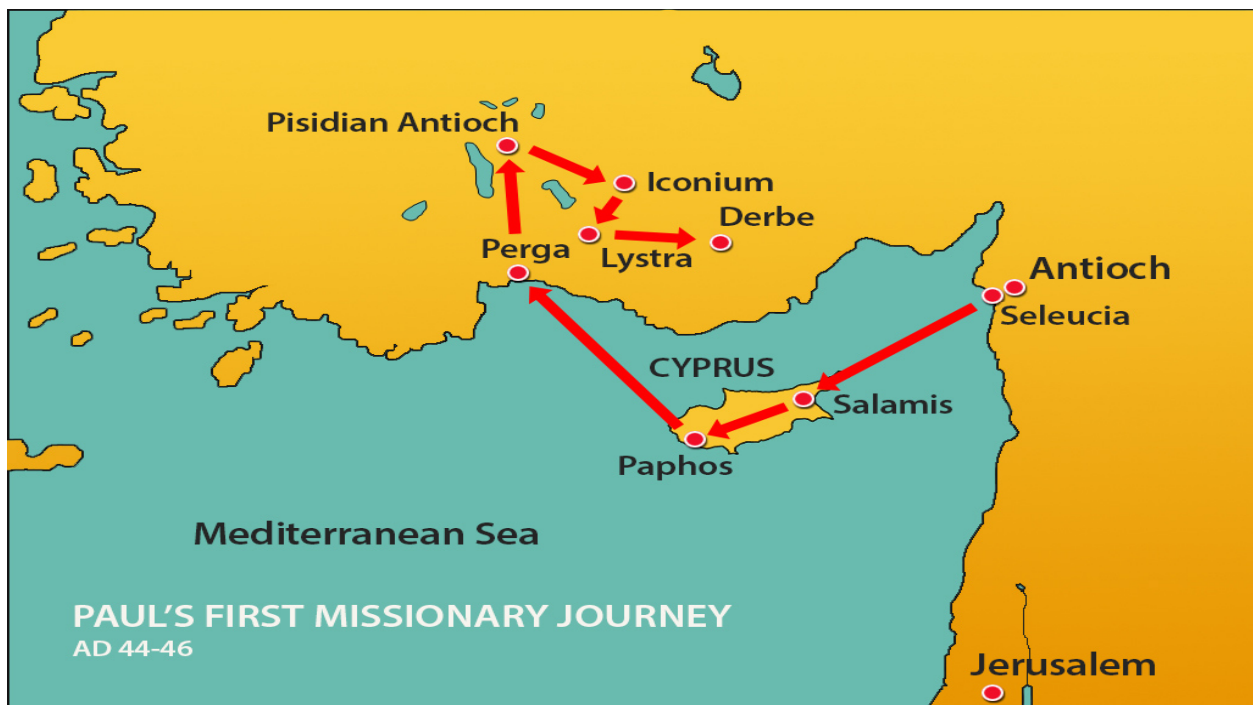 Pisidian Antioch
Iconium
Derbe
Perga
Lystra
Antioch
Seleucia
CYPRUS
Salamis
Paphos
Mediterranean Sea
PAUL'S FIRST MISSIONARY JOURNEY
AD 44-46
Jerusalem